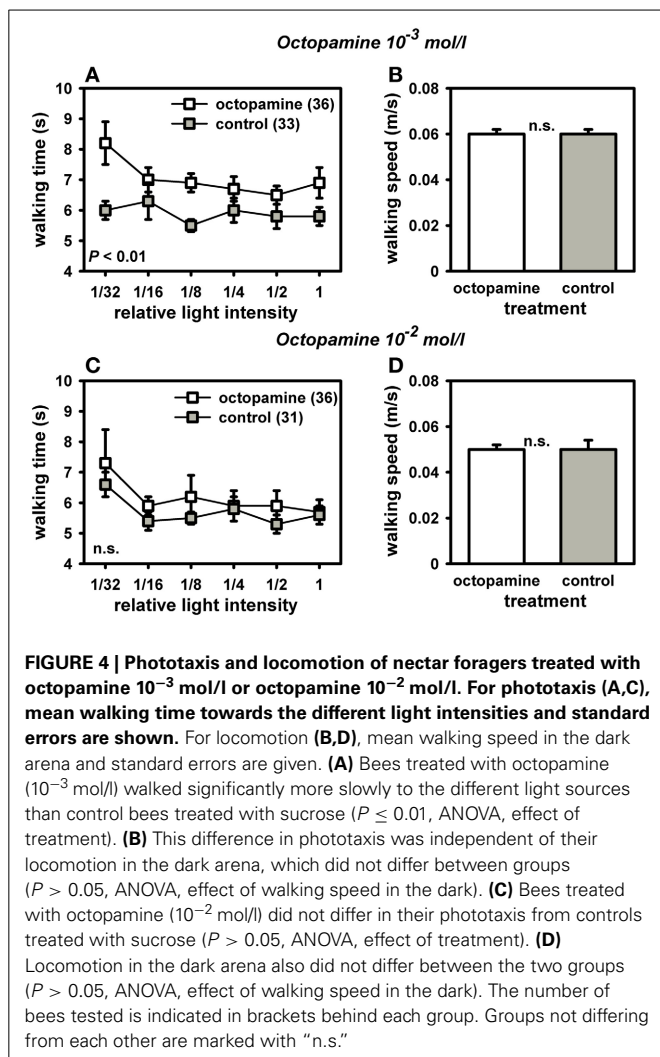 Octopamine 10⁻³ mol/l
A
10
9
8
7
6
5
4
walking time (s)
octopamine (36)
control (33)
P < 0.01
1/32 1/16 1/8 1/4 1/2 1
relative light intensity
B
0.08
0.06
0.04
0.02
0
walking speed (m/s)
n.s.
octopamine control
treatment
Octopamine 10⁻² mol/l
C
10
9
8
7
6
5
4
walking time (s)
octopamine (36)
control (31)
n.s.
1/32 1/16 1/8 1/4 1/2 1
relative light intensity
D
0.08
0.06
0.04
0.02
0
walking speed (m/s)
n.s.
octopamine control
treatment
FIGURE 4 | Phototaxis and locomotion of nectar foragers treated with
octopamine 10⁻³ mol/l or octopamine 10⁻² mol/l. For phototaxis (A,C),
mean walking time towards the different light intensities and standard
errors are shown. For locomotion (B,D), mean walking speed in the dark
arena and standard errors are given. (A) Bees treated with octopamine
(10⁻³ mol/l) walked significantly more slowly to the different light sources
than control bees treated with sucrose (P ≤ 0.01, ANOVA, effect of
treatment). (B) This difference in phototaxis was independent of their
locomotion in the dark arena, which did not differ between groups
(P > 0.05, ANOVA, effect of walking speed in the dark). (C) Bees treated
with octopamine (10⁻² mol/l) did not differ in their phototaxis from controls
treated with sucrose (P > 0.05, ANOVA, effect of treatment). (D)
Locomotion in the dark arena also did not differ between the two groups
(P > 0.05, ANOVA, effect of walking speed in the dark). The number of
bees tested is indicated in brackets behind each group. Groups not differing
from each other are marked with “n.s.”